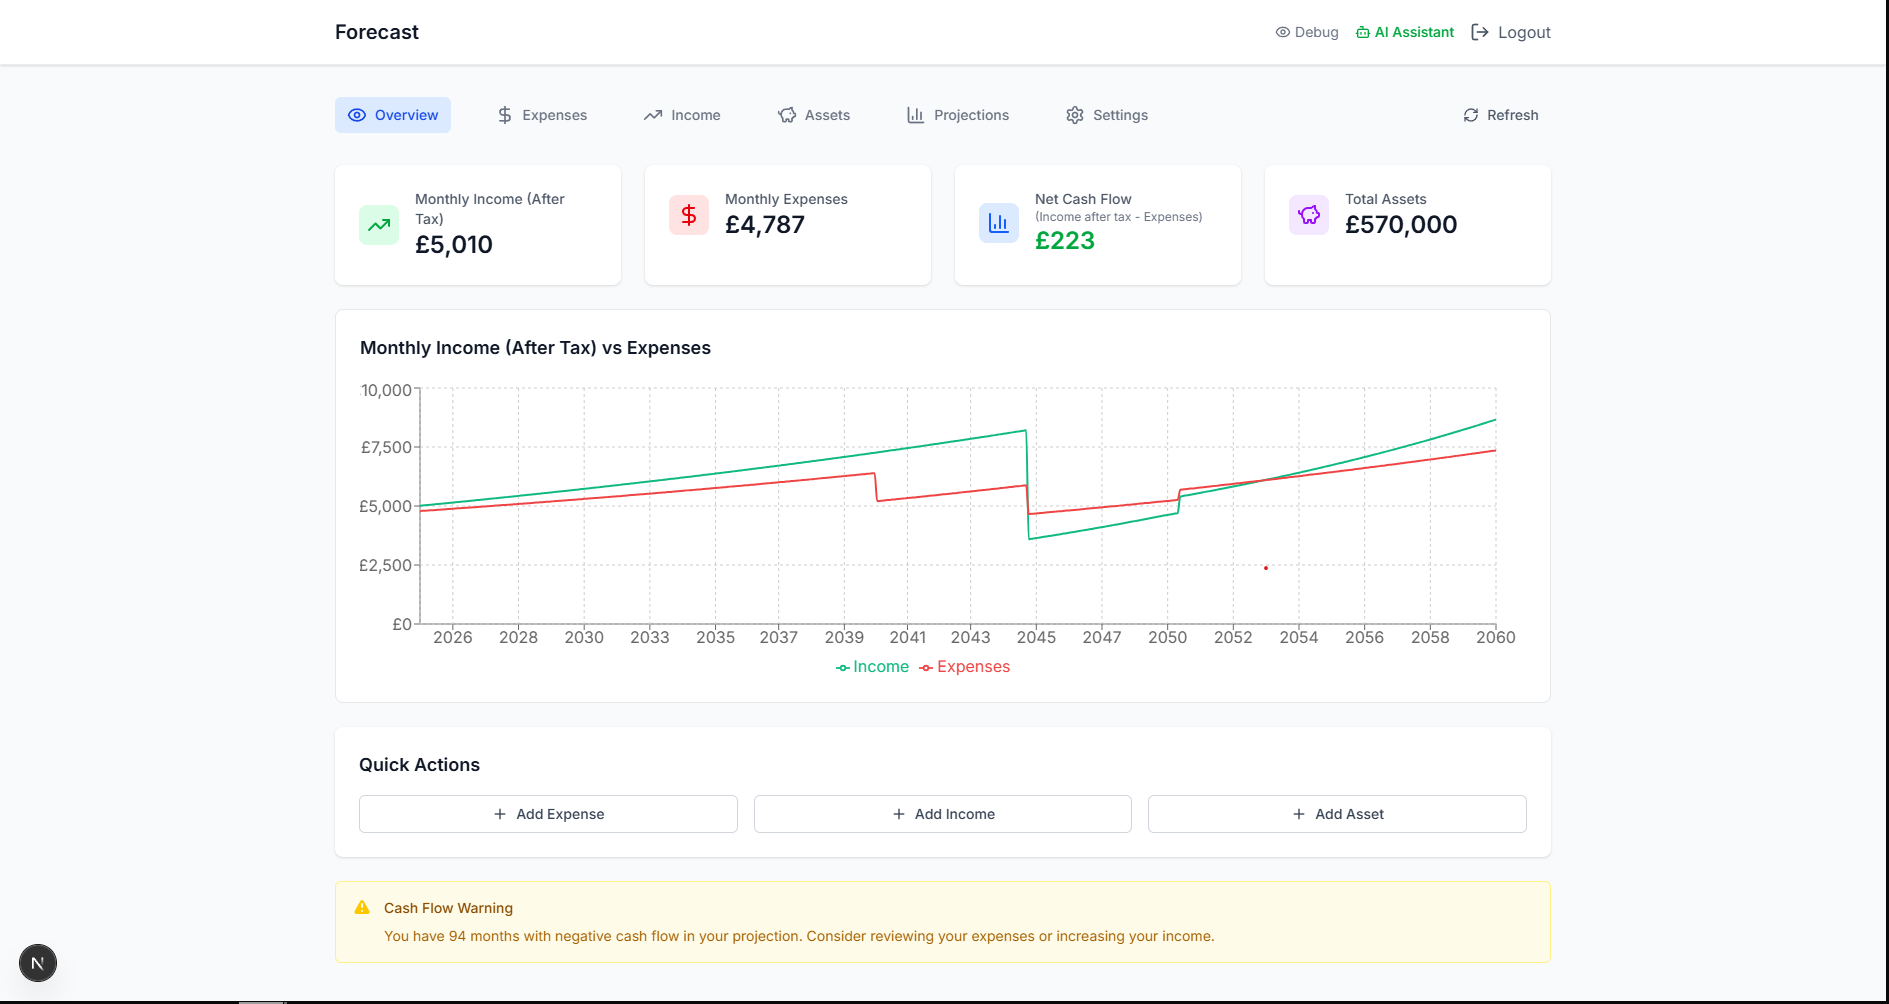 Forecast
Debug
AI Assistant
Logout
Overview
Expenses
Income
Assets
Projections
Settings
Refresh
Monthly Income (After
Tax)
£5,010
Monthly Expenses
£4,787
Net Cash Flow
(Income after tax - Expenses)
£223
Total Assets
£570,000
Monthly Income (After Tax) vs Expenses
10,000
£7,500
£5,000
£2,500
£0
2026 2028 2030 2033 2035 2037 2039 2041 2043 2045 2047 2050 2052 2054 2056 2058 2060
Income Expenses
Quick Actions
Add Expense
Add Income
Add Asset
Cash Flow Warning
You have 94 months with negative cash flow in your projection. Consider reviewing your expenses or increasing your income.
N